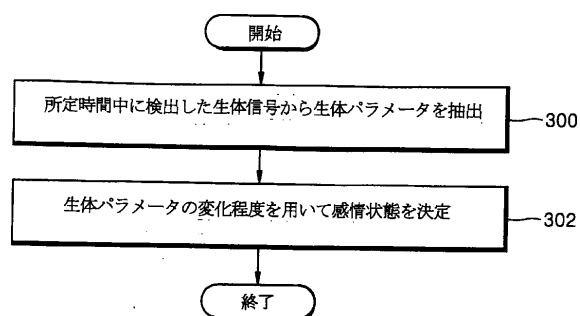 開始
所定時間中に検出した生体信号から生体パラメータを抽出
300
生体パラメータの変化程度を用いて感情状態を決定
302
終了